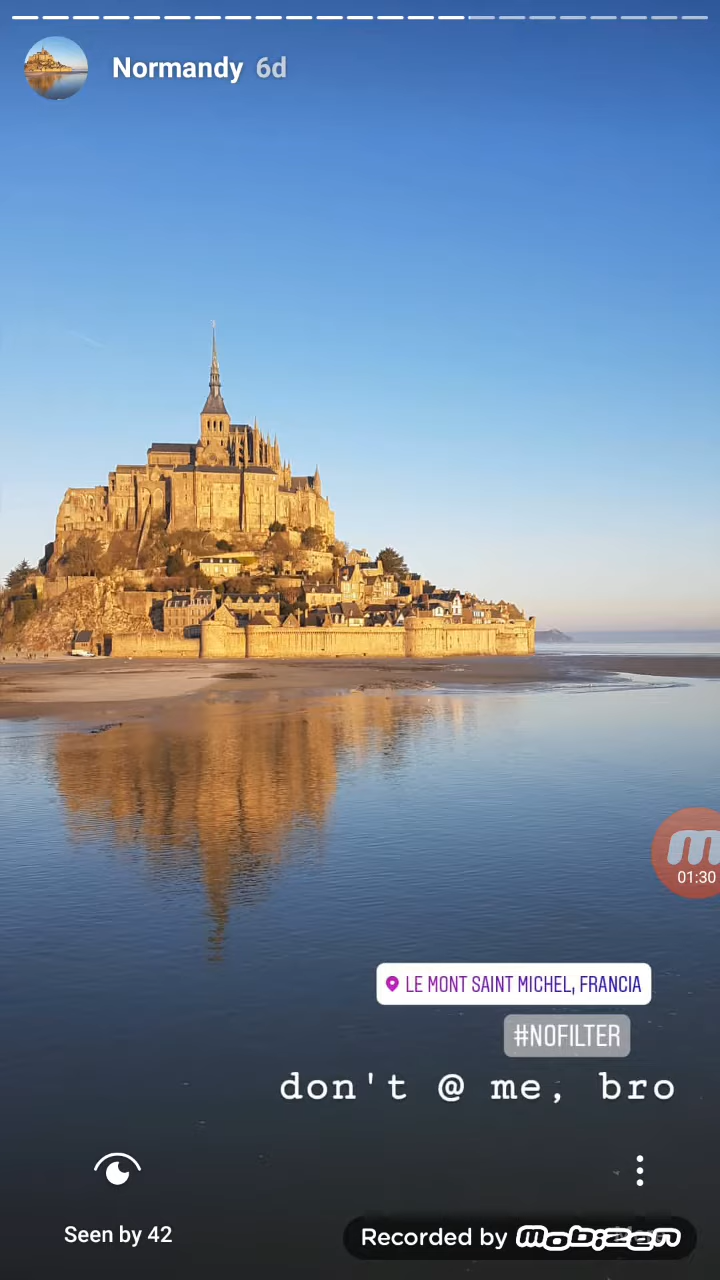 Normandy 6d
01:30
LE MONT SAINT MICHEL, FRANCIA
#NOFILTER
don't @ me, bro
Seen by 42
Recorded by mobizen